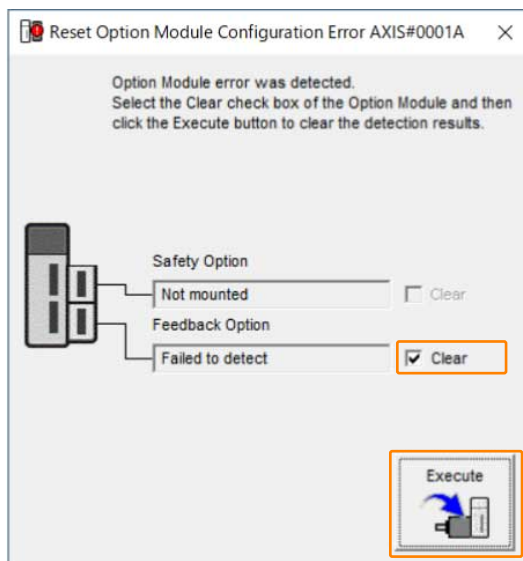 Reset Option Module Configuration Error AXIS#0001A
Option Module error was detected.
Select the Clear check box of the Option Module and then
click the Execute button to clear the detection results.
Safety Option
Not mounted
Clear
Feedback Option
Failed to detect
Clear
Execute